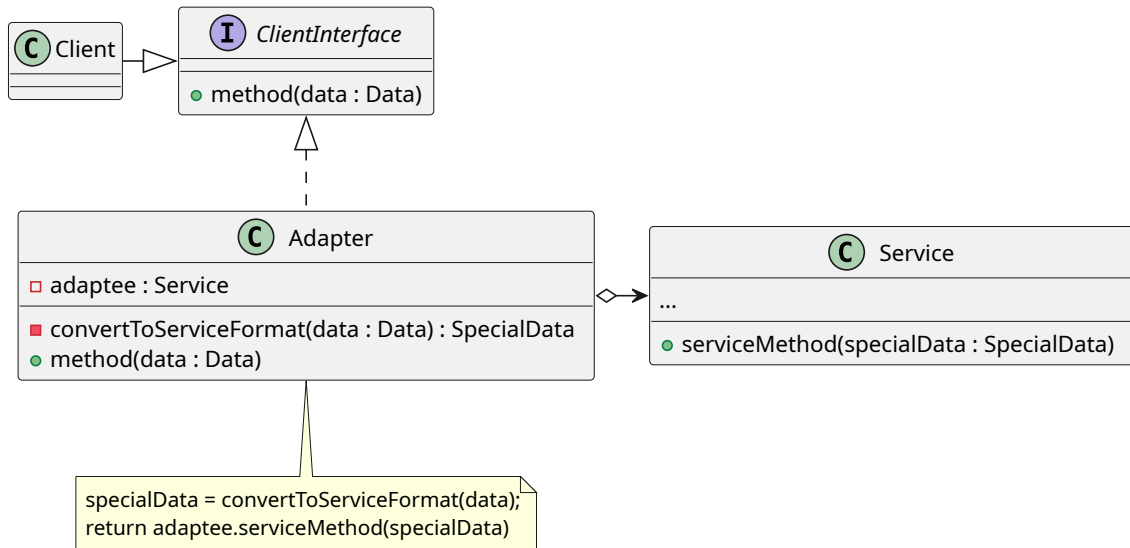 C Client
I ClientInterface
method(data : Data)
C Adapter
adaptee : Service
convertToServiceFormat(data : Data) : SpecialData
method(data : Data)
C Service
...
serviceMethod(specialData : SpecialData)
specialData = convertToServiceFormat(data);
return adaptee.serviceMethod(specialData)